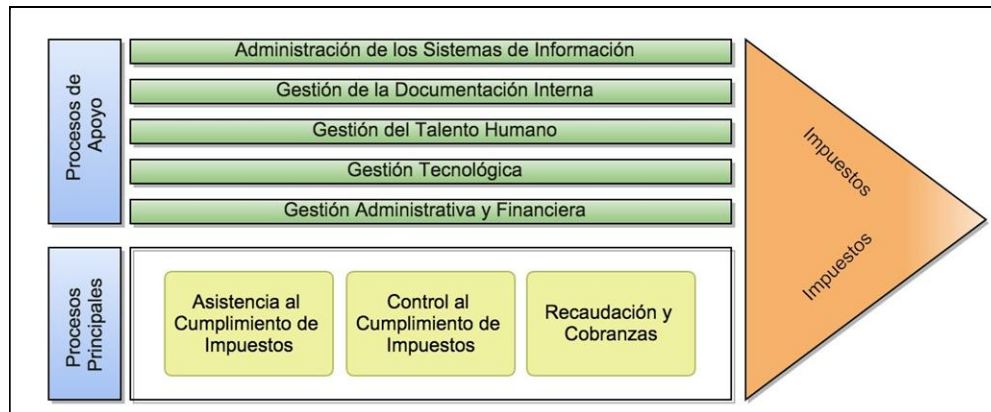 Procesos de
Apoyo
Administración de los Sistemas de Información
Gestión de la Documentación Interna
Gestión del Talento Humano
Gestión Tecnológica
Gestión Administrativa y Financiera
Impuestos
Impuestos
Procesos
Principales
Asistencia al
Cumplimiento de
Impuestos
Control al
Cumplimiento de
Impuestos
Recaudación y
Cobranzas